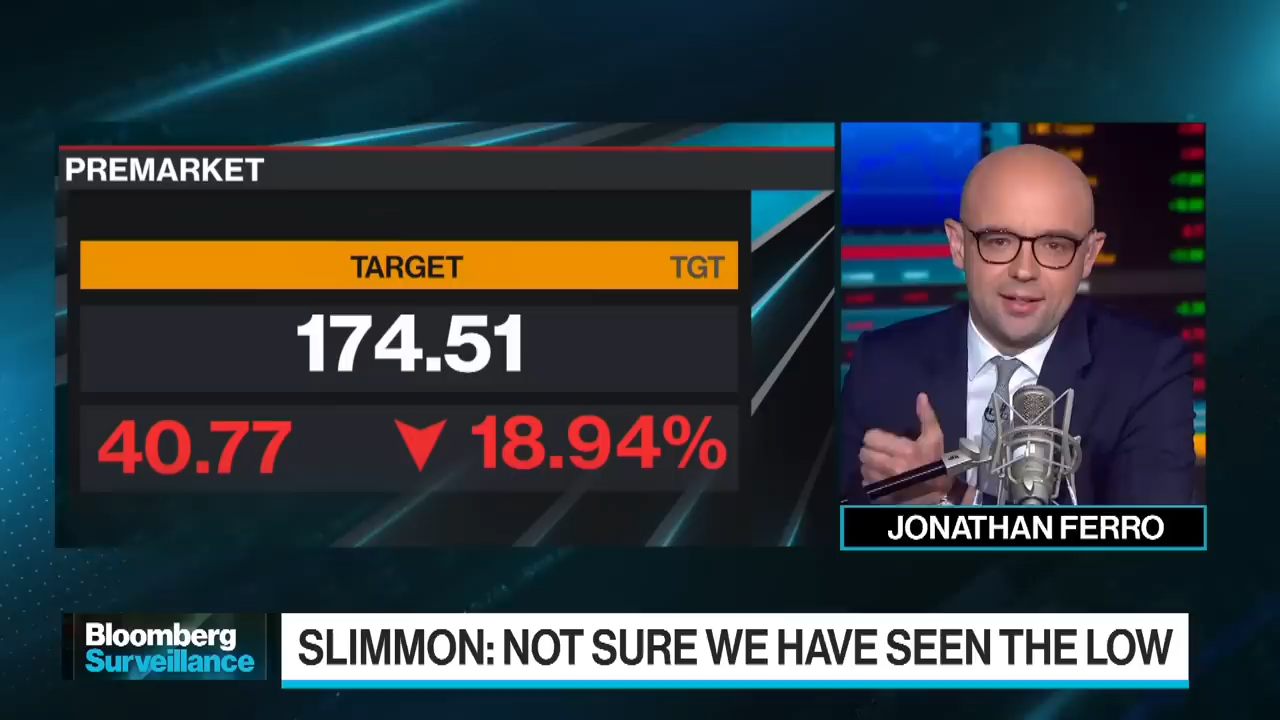 PREMARKET
TARGET TGT
174.51
40.77 18.94%
JONATHAN FERRO
Bloomberg
Surveillance
SLIMMON: NOT SURE WE HAVE SEEN THE LOW